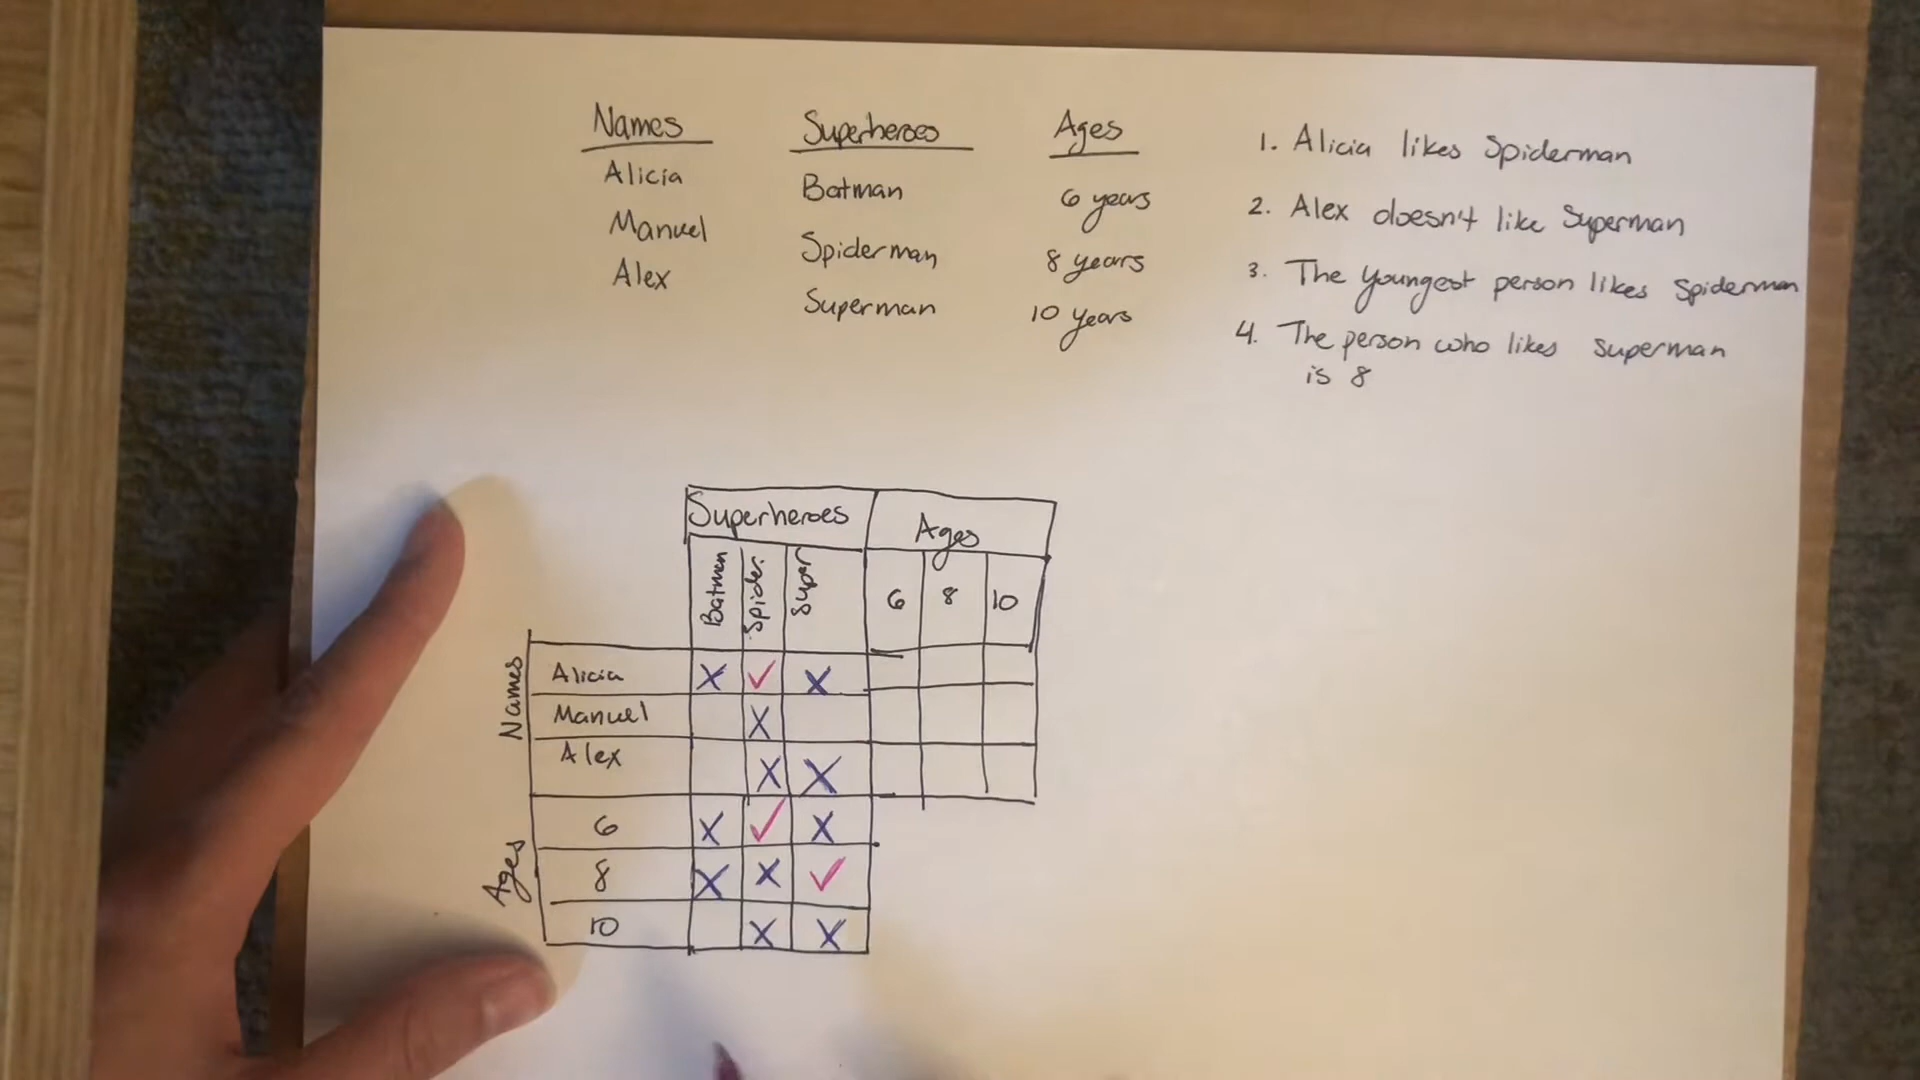 Names Superheroes Ages
Alicia Batman 6 years
Manuel Spiderman 8 years
Alex Superman 10 years
1. Alicia likes Spiderman
2. Alex doesn't like Superman
3. The youngest person likes Spiderman
4. The person who likes Superman
is 8
Superheroes Ages
Batman Spider. Super 6 8 10
Names
Alicia X ✓ X
Manuel X
Alex X X
Ages
6 X ✓ X
8 X X ✓
10 X X